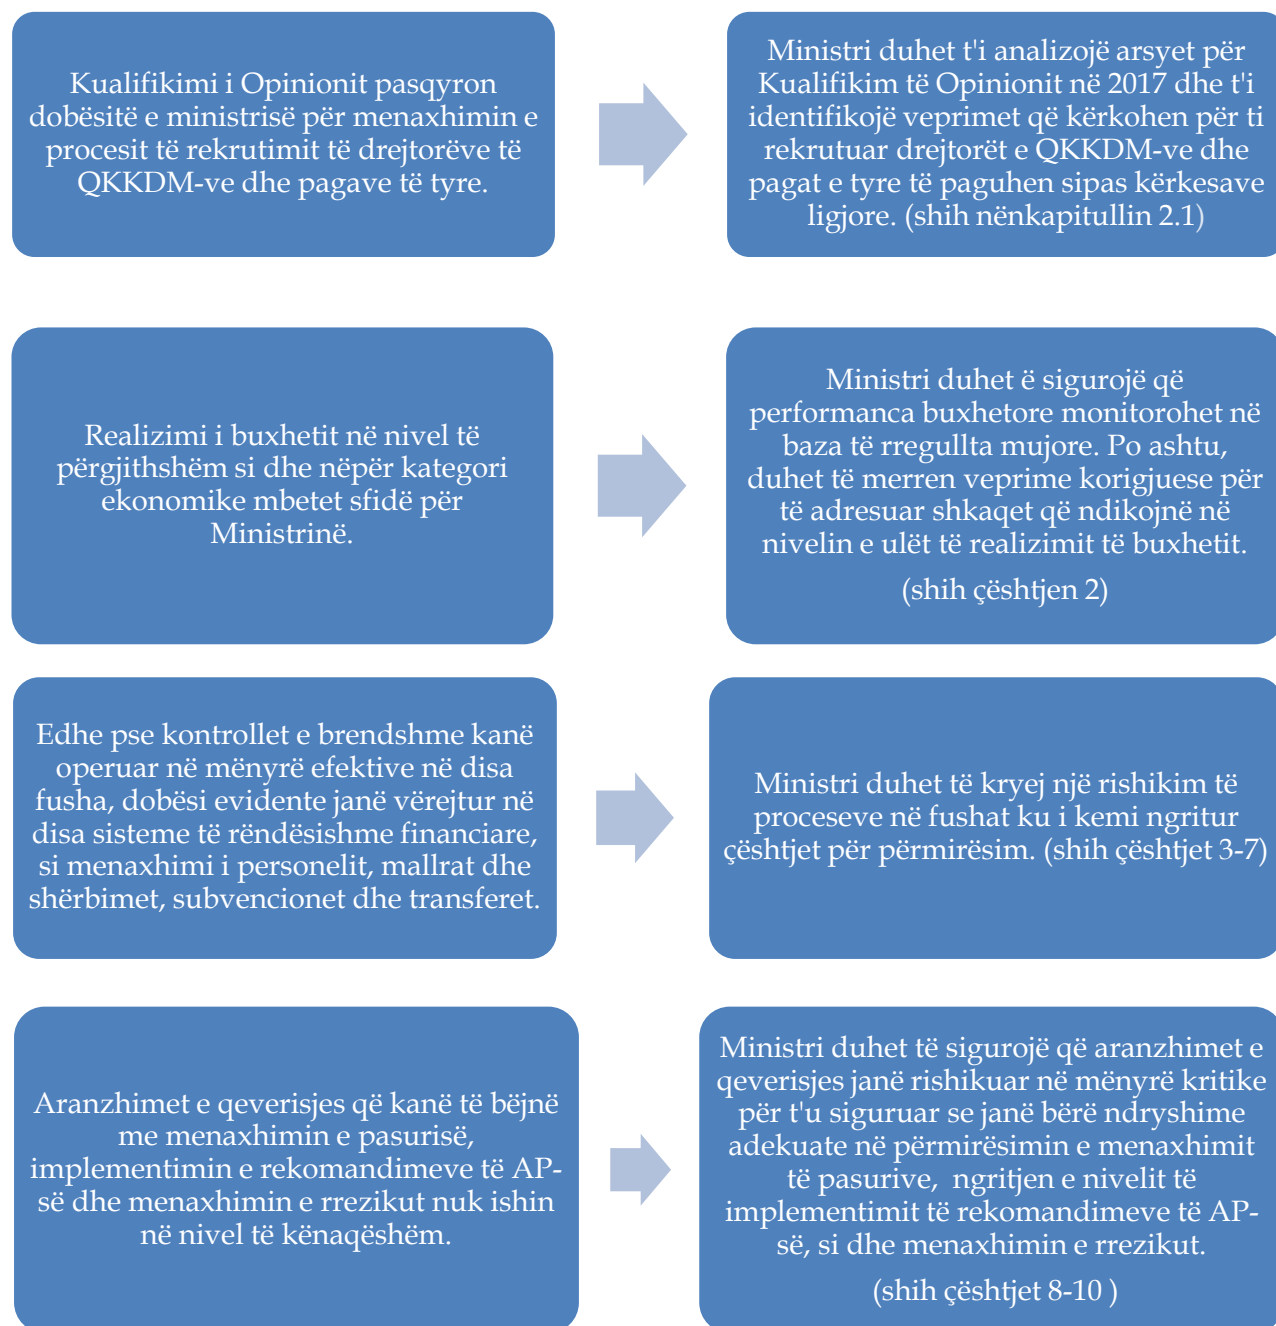 Kualifikimi i Opinionit pasqyron
dobësitë e ministrisë për menaxhimin e
procesit të rekrutimit të drejtorëve të
QKKDM-ve dhe pagave të tyre.
Ministri duhet t'i analizojë arsyet për
Kualifikim të Opinionit në 2017 dhe t'i
identifikojë veprimet që kërkohen për ti
rekrutuar drejtorët e QKKDM-ve dhe
pagat e tyre të paguhen sipas kërkesave
ligjore. (shih nënkapitullin 2.1)
Realizimi i buxhetit në nivel të
përgjithshëm si dhe nëpër kategori
ekonomike mbetet sfidë për
Ministrinë.
Ministri duhet ë sigurojë që
performanca buxhetore monitorohet në
baza të rregullta mujore. Po ashtu,
duhet të merren veprime korigjuese për
të adresuar shkaqet që ndikojnë në
nivelin e ulët të realizimit të buxhetit.
(shih çështjen 2)
Edhe pse kontrollet e brendshme kanë
operuar në mënyrë efektive në disa
fusha, dobësi evidente janë vërejtur në
disa sisteme të rëndësishme financiare,
si menaxhimi i personelit, mallrat dhe
shërbimet, subvencionet dhe transferet.
Ministri duhet të kryej një rishikim të
proceseve në fushat ku i kemi ngritur
çështjet për përmirësim. (shih çështjet 3-7)
Aranzhimet e qeverisjes që kanë të bëjnë
me menaxhimin e pasurisë,
implementimin e rekomandimeve të AP-
së dhe menaxhimin e rrezikut nuk ishin
në nivel të kënaqëshëm.
Ministri duhet të sigurojë që aranzhimet e
qeverisjes janë rishikuar në mënyrë kritike
për t'u siguruar se janë bërë ndryshime
adekuate në përmirësimin e menaxhimit
të pasurive, ngritjen e nivelit të
implementimit të rekomandimeve të AP-
së, si dhe menaxhimin e rrezikut.
(shih çështjet 8-10 )